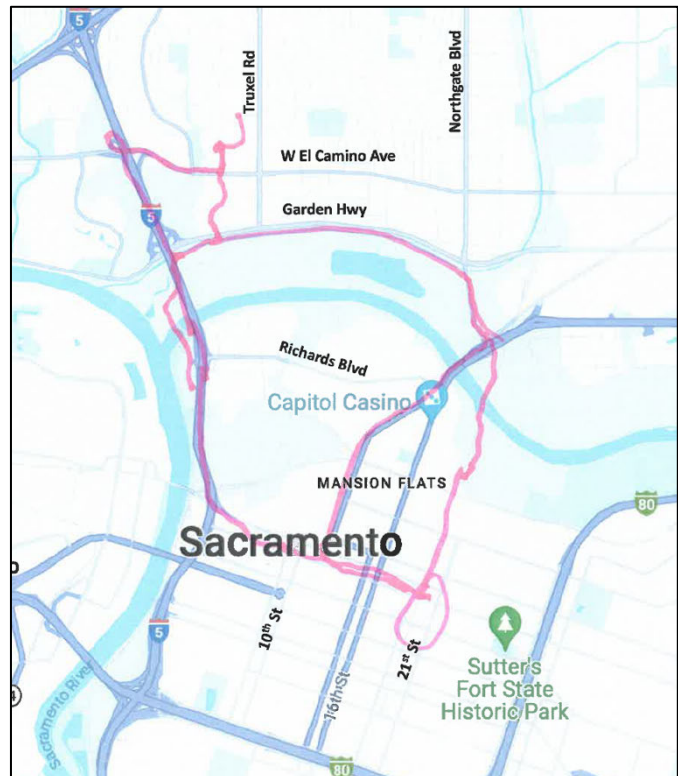 5
Truxel Rd
Northgate Blvd
W El Camino Ave
Garden Hwy
5
Richards Blvd
Capitol Casino
MANSION FLATS
80
Sacramento
10th St
21st St
16th St
5
Sutter's
Fort State
Historic Park
Sacramento River
80